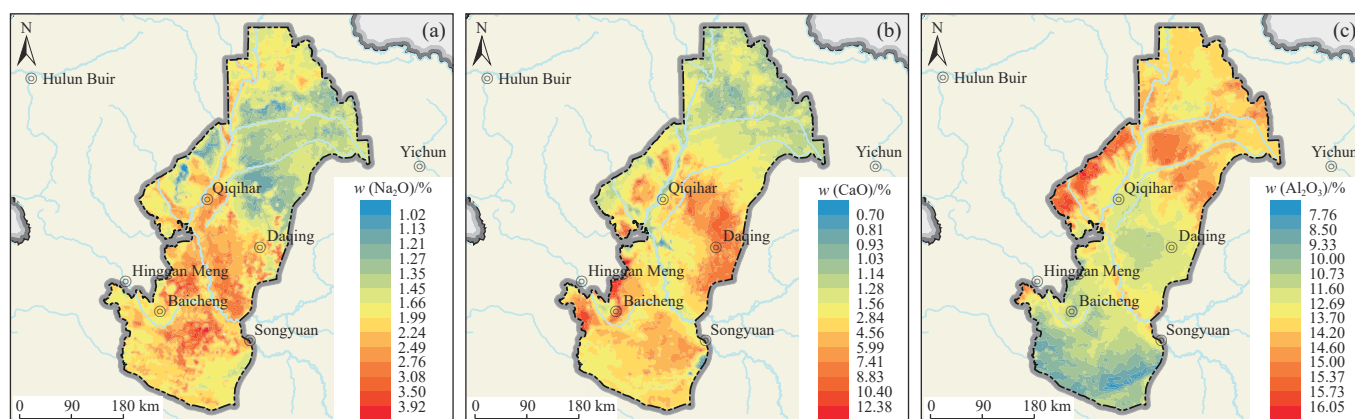 (a)
N
Hulun Buir
Yichun
Qiqihar
Daqing
Hinggan Meng
Baicheng
Songyuan
w (Na₂O)/%
1.02
1.13
1.21
1.27
1.35
1.45
1.66
1.99
2.24
2.49
2.76
3.08
3.50
3.92
0 90 180 km
(b)
N
Hulun Buir
Yichun
Qiqihar
Daqing
Hinggan Meng
Baicheng
Songyuan
w (CaO)/%
0.70
0.81
0.93
1.03
1.14
1.28
1.56
2.84
4.56
5.99
7.41
8.83
10.40
12.38
0 90 180 km
(c)
N
Hulun Buir
Yichun
Qiqihar
Daqing
Hinggan Meng
Baicheng
Songyuan
w (Al₂O₃)/%
7.76
8.50
9.33
10.00
10.73
11.60
12.69
13.70
14.20
14.60
15.00
15.37
15.73
16.05
0 90 180 km